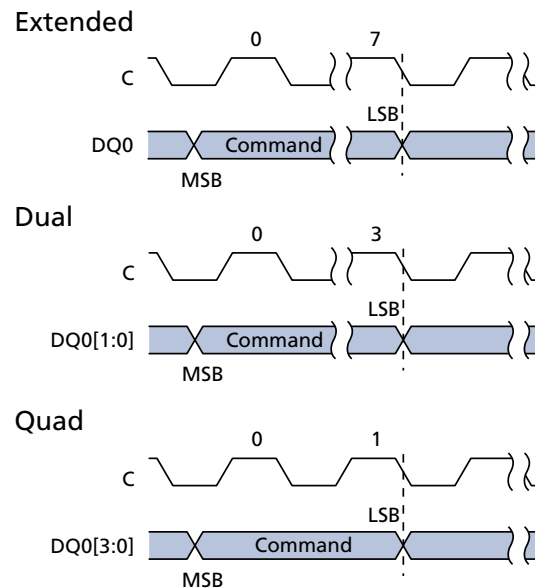 Extended
0 7
C
LSB
DQ0 Command
MSB
Dual
0 3
C
LSB
DQ0[1:0] Command
MSB
Quad
0 1
C
LSB
DQ0[3:0] Command
MSB